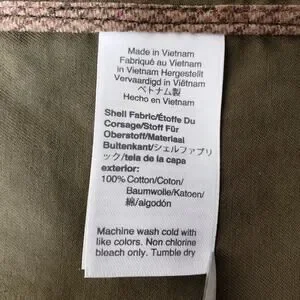 Made in Vietnam
Fabriqué au Vietnam
in Vietnam Hergestellt
Vervaardigd in Viëtnam
ベトナム製
Hecho en Vietnam
Shell Fabric/Étoffe Du
Corsage/Stoff Für
Oberstoff/Materiaal
Buitenkant/シェルファブリ
ック/tela de la capa
exterior:
100% Cotton/Coton/
Baumwolle/Katoen/
綿/algodón
Machine wash cold with
like colors. Non chlorine
bleach only. Tumble dry